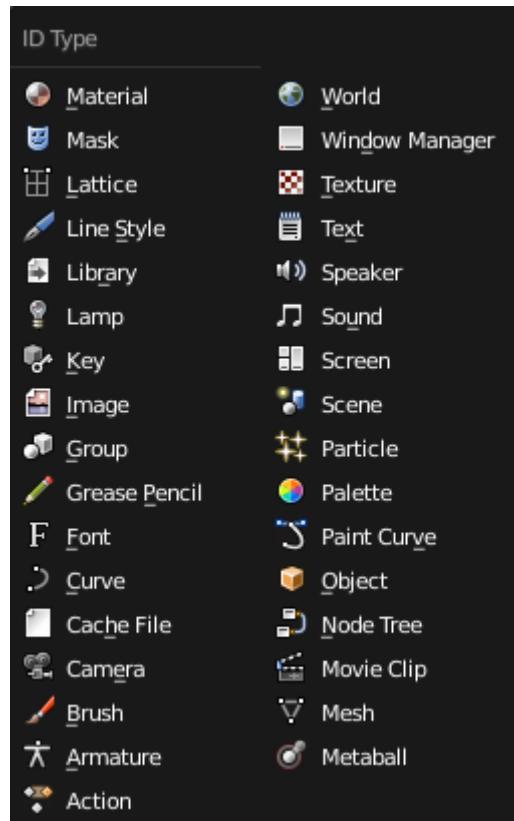 ID Type
Material
Mask
Lattice
Line Style
Library
Lamp
Key
Image
Group
Grease Pencil
Font
Curve
Cache File
Camera
Brush
Armature
Action
World
Window Manager
Texture
Text
Speaker
Sound
Screen
Scene
Particle
Palette
Paint Curve
Object
Node Tree
Movie Clip
Mesh
Metaball